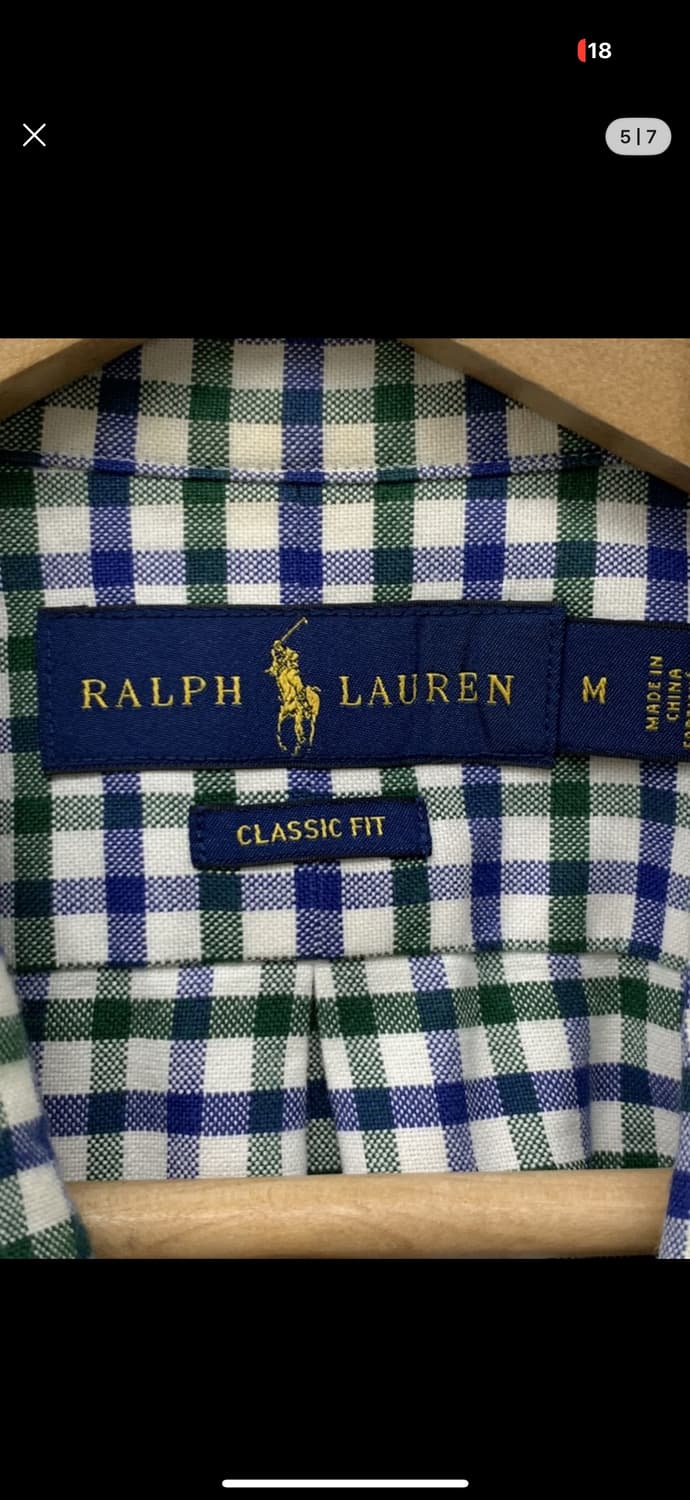 18
5|7
RALPH LAUREN
M
MADE IN
CHINA
CLASSIC FIT